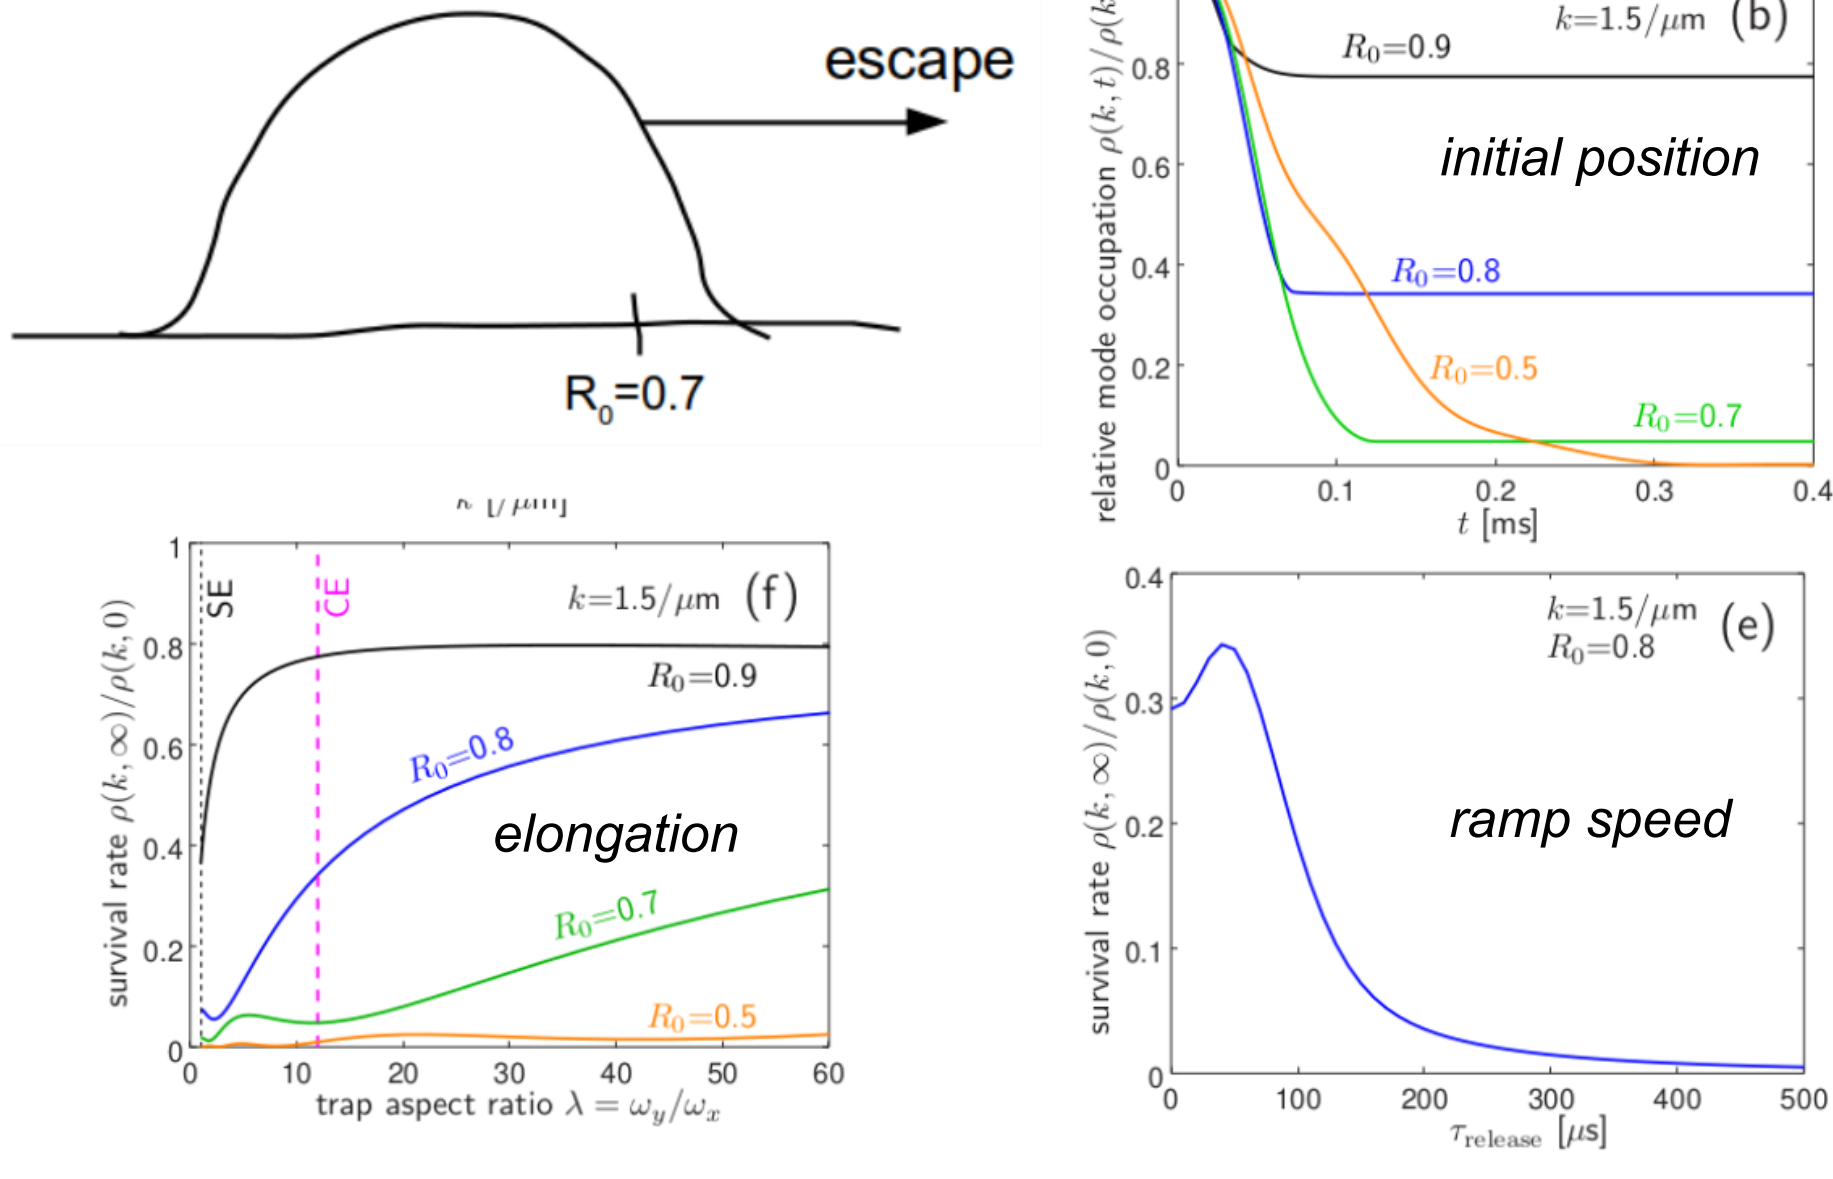 escape
R₀=0.7
relative mode occupation ρ(k, t)/ρ(k
k=1.5/μm (b)
R₀=0.9
initial position
R₀=0.8
R₀=0.5
R₀=0.7
0.8
0.6
0.4
0.2
0
0 0.1 0.2 0.3 0.4
t [ms]
survival rate ρ(k, ∞)/ρ(k, 0)
SE
CE
k=1.5/μm (f)
R₀=0.9
R₀=0.8
elongation
R₀=0.7
R₀=0.5
1
0.8
0.6
0.4
0.2
0
0 10 20 30 40 50 60
trap aspect ratio λ = ω_y/ω_x
survival rate ρ(k, ∞)/ρ(k, 0)
k=1.5/μm (e)
R₀=0.8
ramp speed
0.4
0.3
0.2
0.1
0
0 100 200 300 400 500
τ_release [μs]